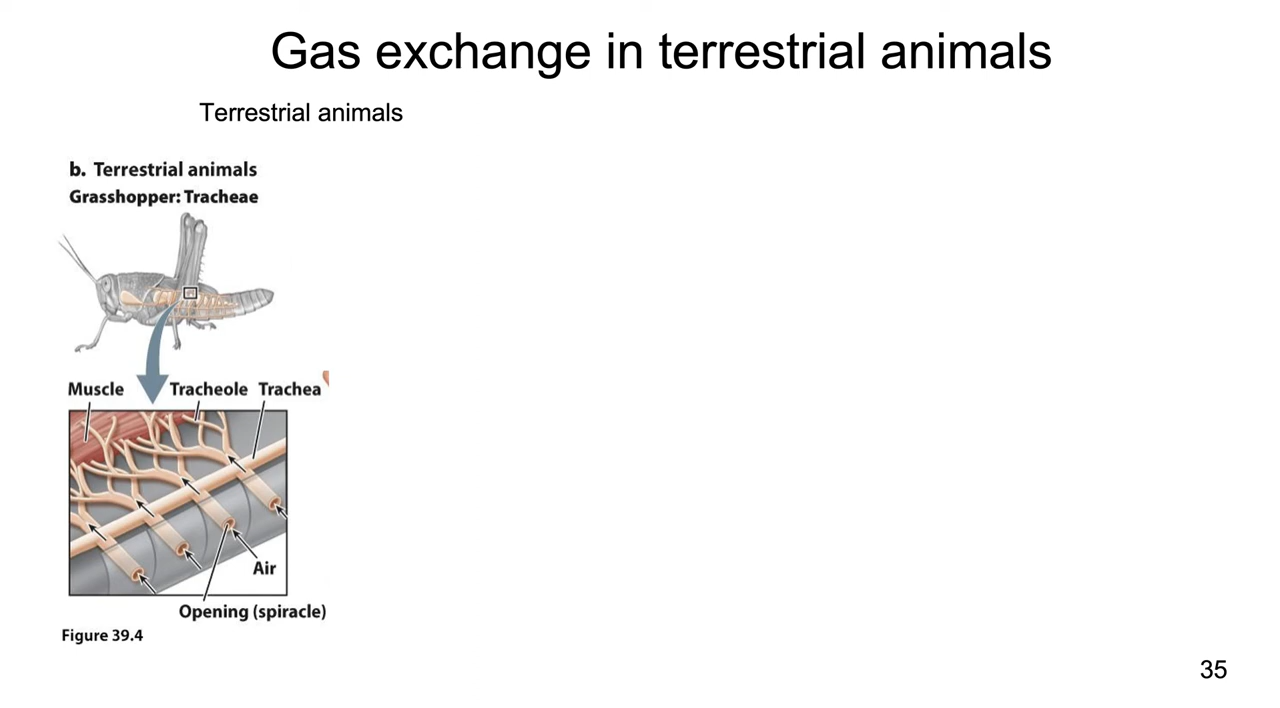 Gas exchange in terrestrial animals
Terrestrial animals
b. Terrestrial animals
Grasshopper: Tracheae
Muscle
Tracheole
Trachea
Air
Opening (spiracle)
Figure 39.4
35